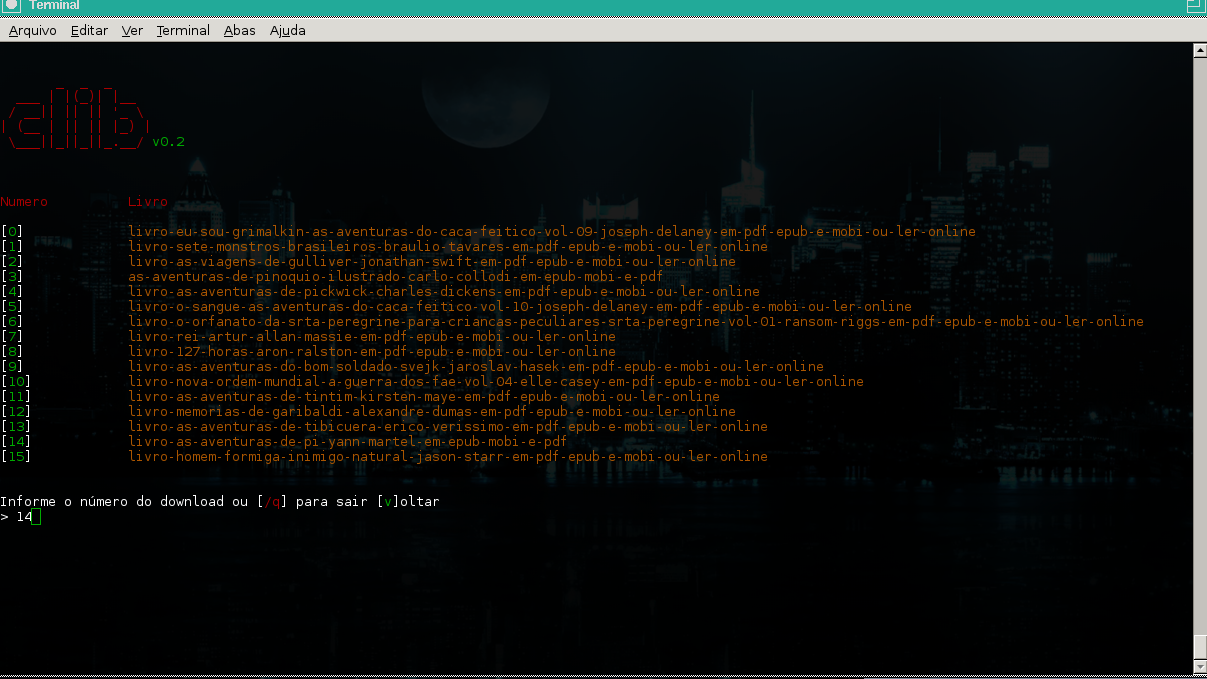 Terminal
Arquivo Editar Ver Terminal Abas Ajuda
clib v0.2
Numero Livro
[0] livro-eu-sou-grimalkin-as-aventuras-do-caca-feitico-vol-09-joseph-delaney-em-pdf-epub-e-mobi-ou-ler-online
[1] livro-sete-monstros-brasileiros-braulio-tavares-em-pdf-epub-e-mobi-ou-ler-online
[2] livro-as-viagens-de-gulliver-jonathan-swift-em-pdf-epub-e-mobi-ou-ler-online
[3] as-aventuras-de-pinoquio-ilustrado-carlo-collodi-em-epub-mobi-e-pdf
[4] livro-as-aventuras-de-pickwick-charles-dickens-em-pdf-epub-e-mobi-ou-ler-online
[5] livro-o-sangue-as-aventuras-do-caca-feitico-vol-10-joseph-delaney-em-pdf-epub-e-mobi-ou-ler-online
[6] livro-o-orfanato-da-srta-peregrine-para-criancas-peculiares-srta-peregrine-vol-01-ransom-riggs-em-pdf-epub-e-mobi-ou-ler-online
[7] livro-rei-artur-allan-massie-em-pdf-epub-e-mobi-ou-ler-online
[8] livro-127-horas-aron-ralston-em-pdf-epub-e-mobi-ou-ler-online
[9] livro-as-aventuras-do-bom-soldado-svejk-jaroslav-hasek-em-pdf-epub-e-mobi-ou-ler-online
[10] livro-nova-ordem-mundial-a-guerra-dos-fae-vol-04-elle-casey-em-pdf-epub-e-mobi-ou-ler-online
[11] livro-as-aventuras-de-tintim-kirsten-maye-em-pdf-epub-e-mobi-ou-ler-online
[12] livro-memorias-de-garibaldi-alexandre-dumas-em-pdf-epub-e-mobi-ou-ler-online
[13] livro-as-aventuras-de-tibicuera-erico-verissimo-em-pdf-epub-e-mobi-ou-ler-online
[14] livro-as-aventuras-de-pi-yann-martel-em-epub-mobi-e-pdf
[15] livro-homem-formiga-inimigo-natural-jason-starr-em-pdf-epub-e-mobi-ou-ler-online
Informe o número do download ou [/q] para sair [v]oltar
> 14